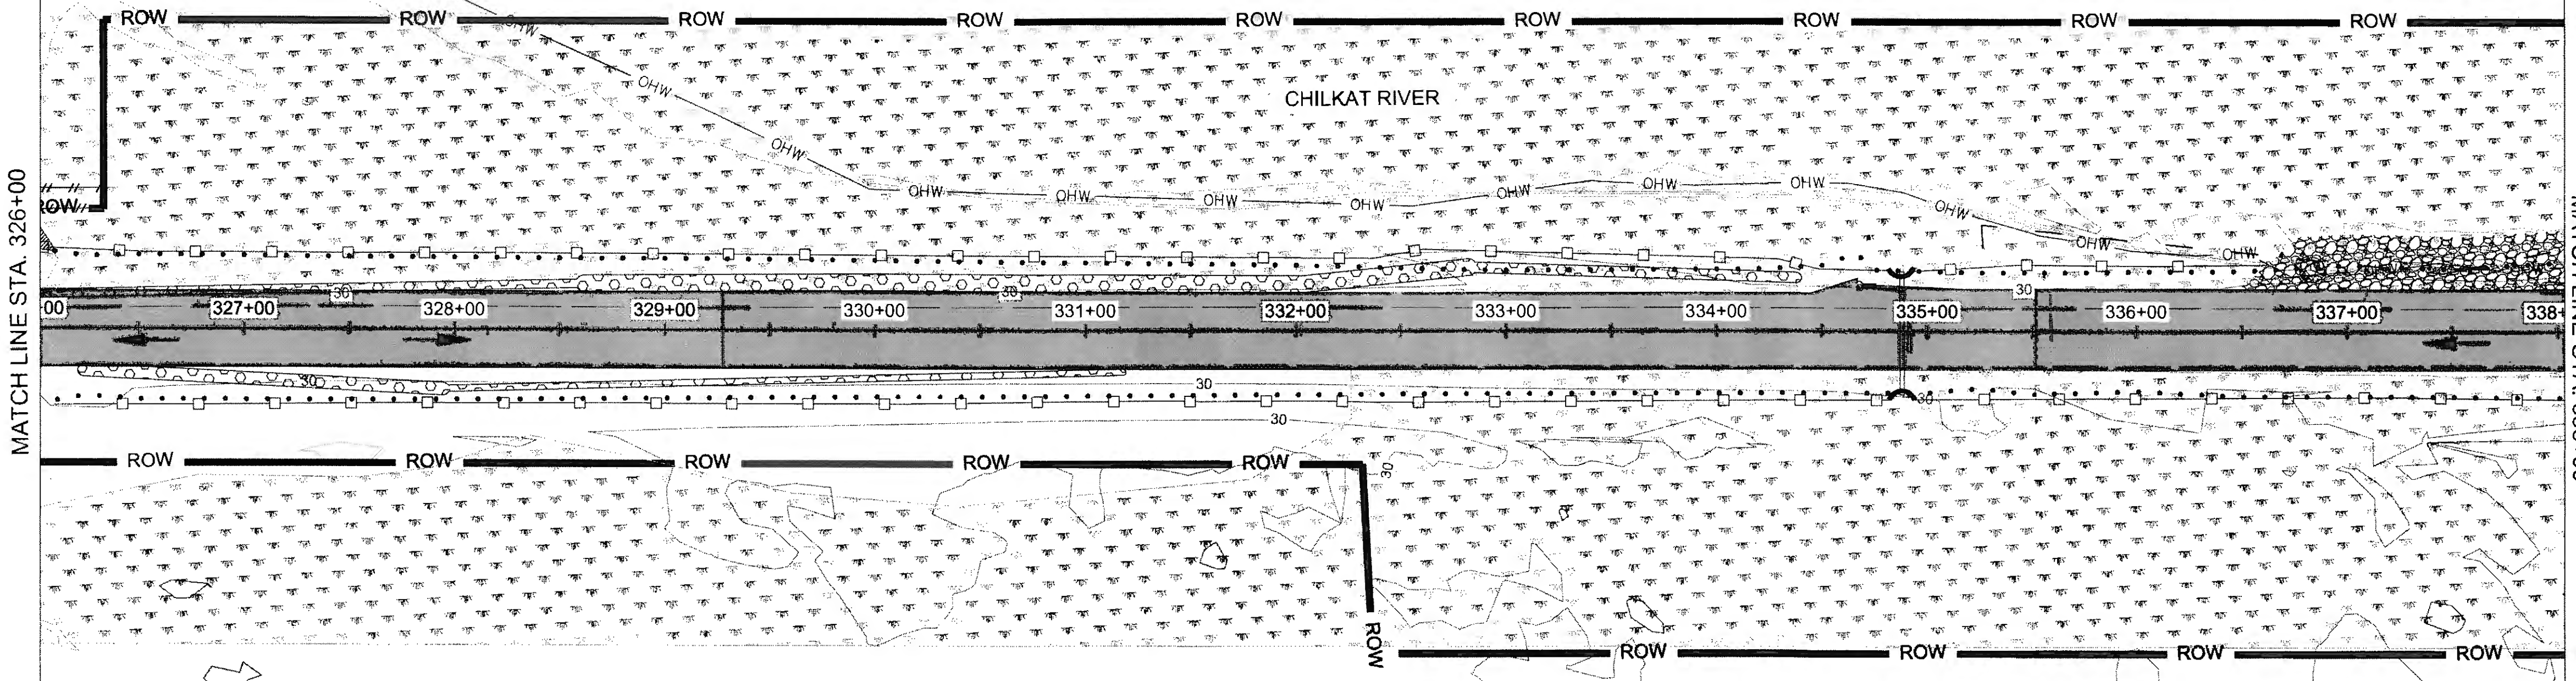 ROW ROW ROW ROW ROW ROW ROW ROW ROW
OHW
OHW
CHILKAT RIVER
OHW
OHW OHW OHW OHW OHW OHW OHW
OHW
OHW
OHW
ROW
MATCH LINE STA. 326+00
30 30 30
00 327+00 328+00 329+00 330+00 331+00 332+00 333+00 334+00 335+00 336+00 337+00 338+
30 30 30
30
ROW ROW ROW ROW ROW
30
ROW
ROW ROW ROW ROW